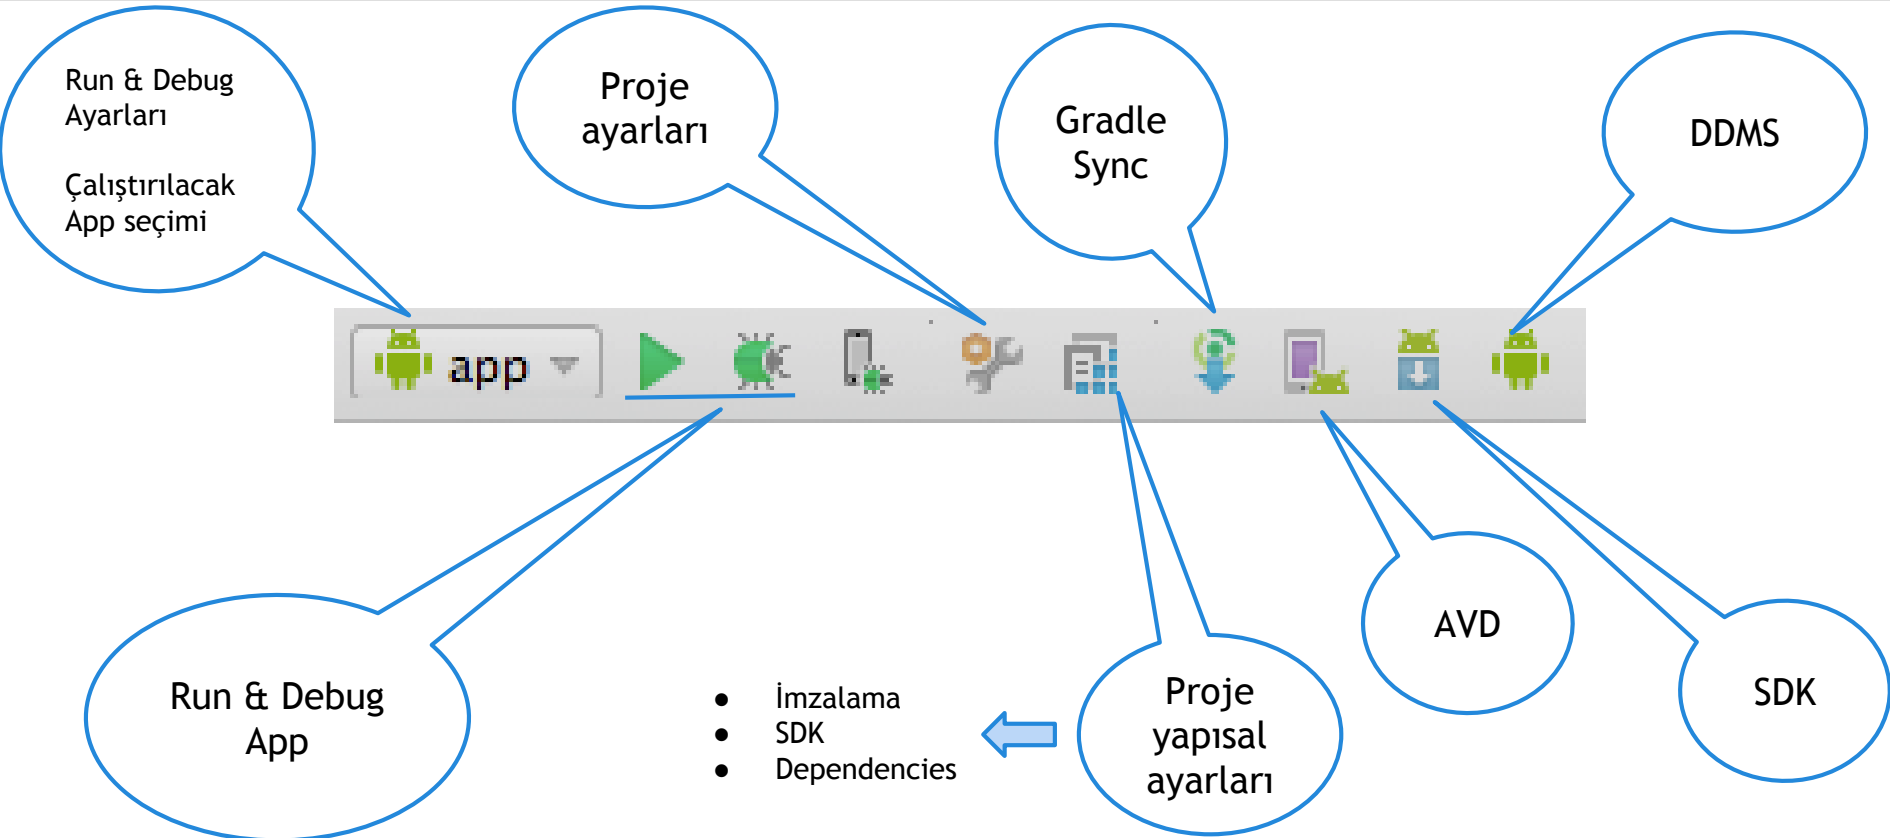 Run & Debug
Ayarları
Çalıştırılacak
App seçimi
Proje
ayarları
Gradle
Sync
DDMS
app
Run & Debug
App
● İmzalama
● SDK
● Dependencies
Proje
yapısal
ayarları
AVD
SDK